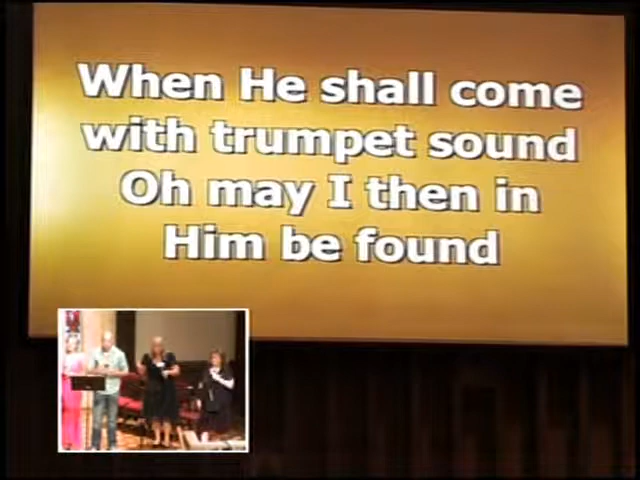 When He shall come
with trumpet sound
Oh may I then in
Him be found